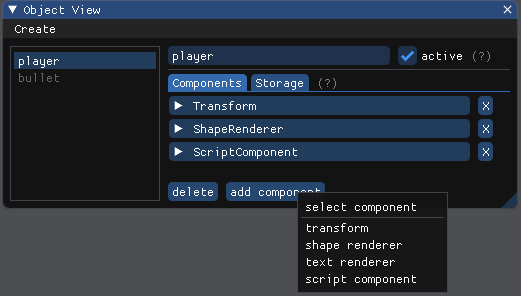 Object View
Create
player
bullet
player
active (?)
Components Storage (?)
Transform X
ShapeRenderer X
ScriptComponent X
delete add component
select component
transform
shape renderer
text renderer
script component